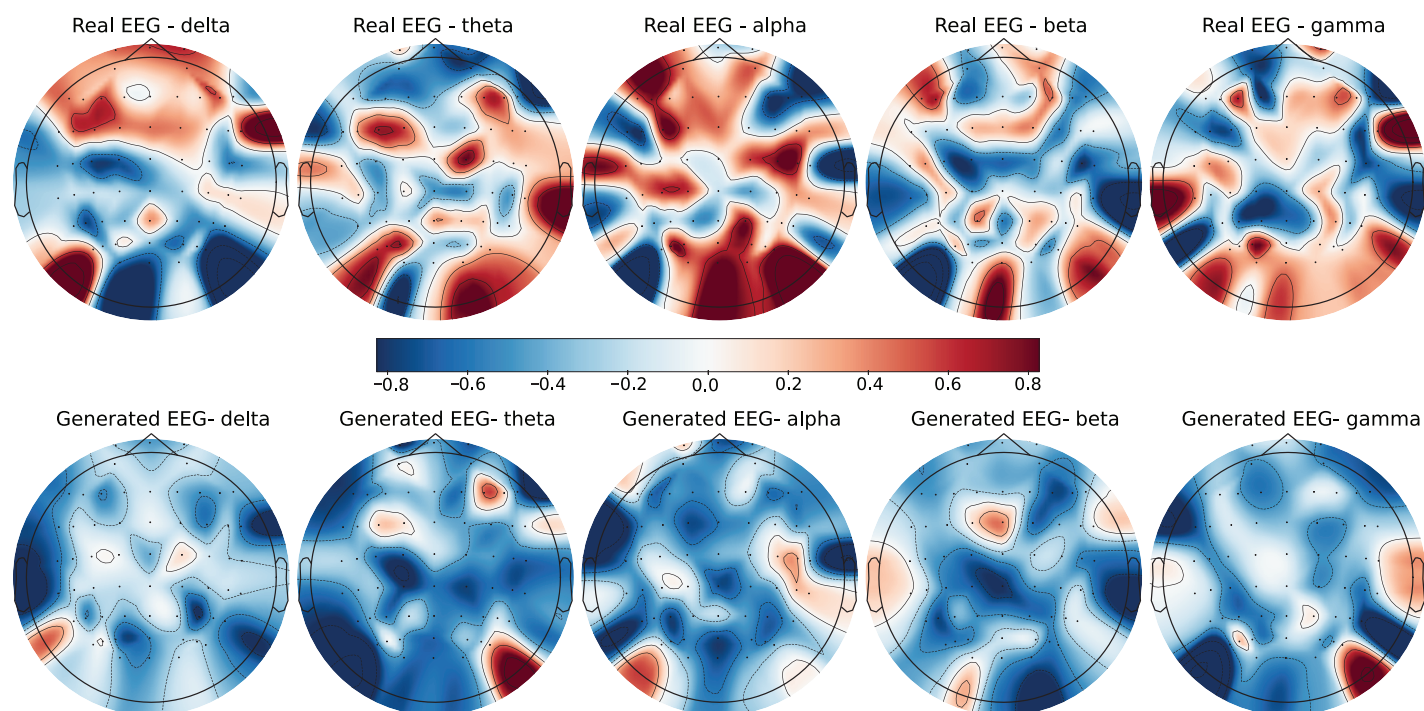 Real EEG - delta
Real EEG - theta
Real EEG - alpha
Real EEG - beta
Real EEG - gamma
−0.8 −0.6 −0.4 −0.2 0.0 0.2 0.4 0.6 0.8
Generated EEG- delta
Generated EEG- theta
Generated EEG- alpha
Generated EEG- beta
Generated EEG- gamma